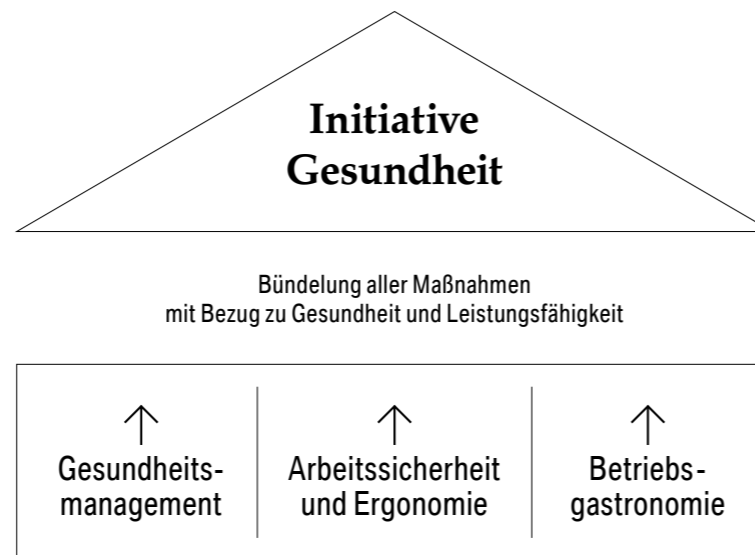 Initiative
Gesundheit
Bündelung aller Maßnahmen
mit Bezug zu Gesundheit und Leistungsfähigkeit
Gesundheits-
management
Arbeitssicherheit
und Ergonomie
Betriebs-
gastronomie